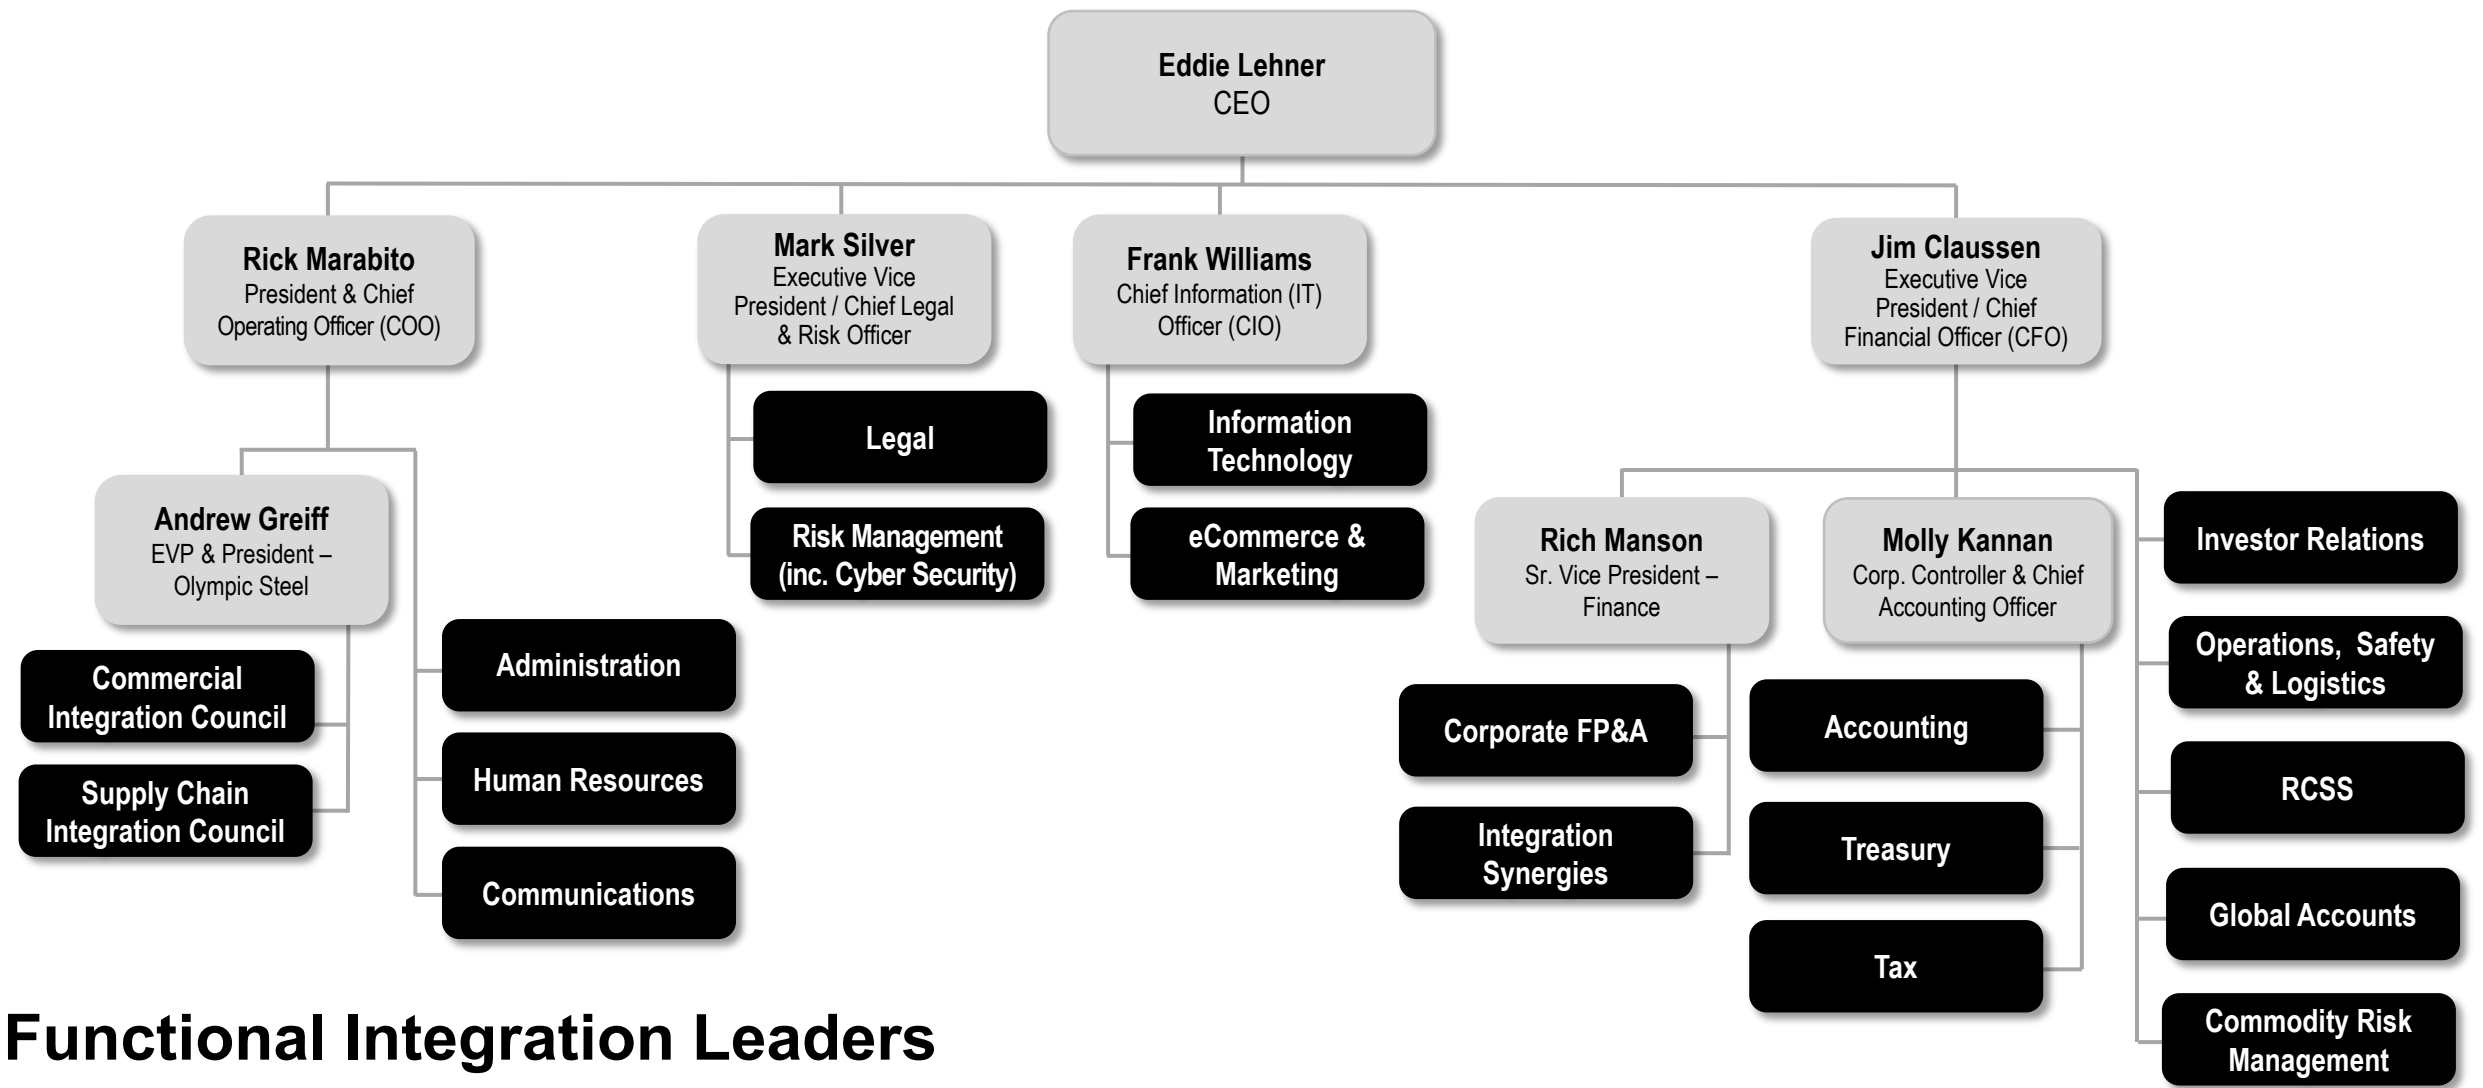 Eddie Lehner
CEO
Rick Marabito
President & Chief
Operating Officer (COO)
Mark Silver
Executive Vice
President / Chief Legal
& Risk Officer
Frank Williams
Chief Information (IT)
Officer (CIO)
Jim Claussen
Executive Vice
President / Chief
Financial Officer (CFO)
Andrew Greiff
EVP & President –
Olympic Steel
Commercial
Integration Council
Supply Chain
Integration Council
Administration
Human Resources
Communications
Legal
Risk Management
(inc. Cyber Security)
Information
Technology
eCommerce &
Marketing
Rich Manson
Sr. Vice President –
Finance
Corporate FP&A
Integration
Synergies
Molly Kannan
Corp. Controller & Chief
Accounting Officer
Accounting
Treasury
Tax
Investor Relations
Operations, Safety
& Logistics
RCSS
Global Accounts
Commodity Risk
Management
Functional Integration Leaders